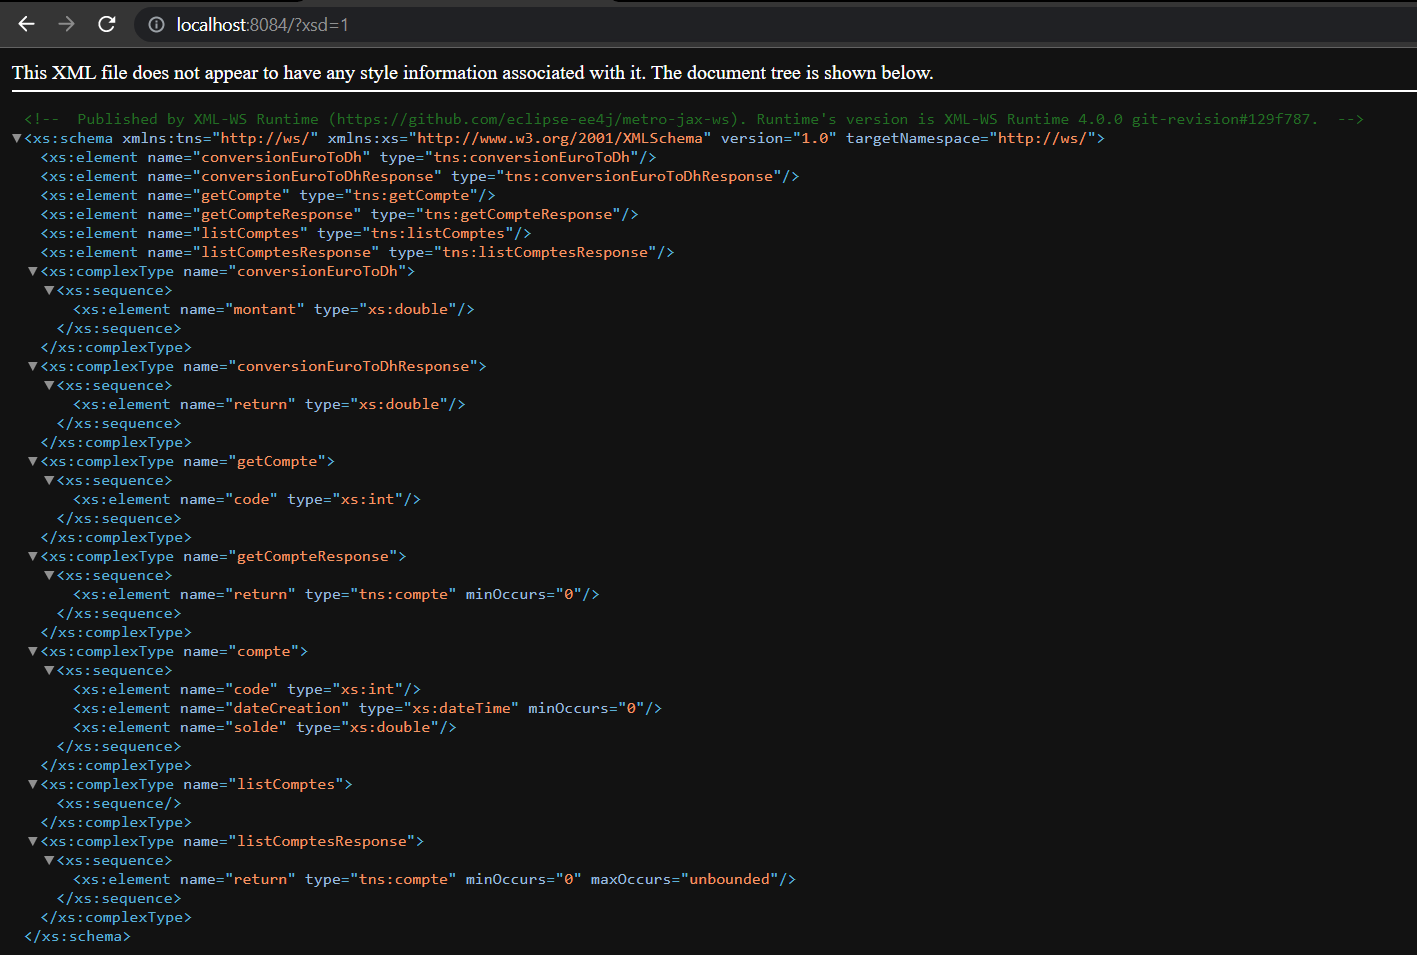 localhost:8084/?xsd=1
This XML file does not appear to have any style information associated with it. The document tree is shown below.
<!--  Published by XML-WS Runtime (https://github.com/eclipse-ee4j/metro-jax-ws). Runtime's version is XML-WS Runtime 4.0.0 git-revision#129f787.  -->
▼<xs:schema xmlns:tns="http://ws/" xmlns:xs="http://www.w3.org/2001/XMLSchema" version="1.0" targetNamespace="http://ws/">
<xs:element name="conversionEuroToDh" type="tns:conversionEuroToDh"/>
<xs:element name="conversionEuroToDhResponse" type="tns:conversionEuroToDhResponse"/>
<xs:element name="getCompte" type="tns:getCompte"/>
<xs:element name="getCompteResponse" type="tns:getCompteResponse"/>
<xs:element name="listComptes" type="tns:listComptes"/>
<xs:element name="listComptesResponse" type="tns:listComptesResponse"/>
▼<xs:complexType name="conversionEuroToDh">
▼<xs:sequence>
<xs:element name="montant" type="xs:double"/>
</xs:sequence>
</xs:complexType>
▼<xs:complexType name="conversionEuroToDhResponse">
▼<xs:sequence>
<xs:element name="return" type="xs:double"/>
</xs:sequence>
</xs:complexType>
▼<xs:complexType name="getCompte">
▼<xs:sequence>
<xs:element name="code" type="xs:int"/>
</xs:sequence>
</xs:complexType>
▼<xs:complexType name="getCompteResponse">
▼<xs:sequence>
<xs:element name="return" type="tns:compte" minOccurs="0"/>
</xs:sequence>
</xs:complexType>
▼<xs:complexType name="compte">
▼<xs:sequence>
<xs:element name="code" type="xs:int"/>
<xs:element name="dateCreation" type="xs:dateTime" minOccurs="0"/>
<xs:element name="solde" type="xs:double"/>
</xs:sequence>
</xs:complexType>
▼<xs:complexType name="listComptes">
<xs:sequence/>
</xs:complexType>
▼<xs:complexType name="listComptesResponse">
▼<xs:sequence>
<xs:element name="return" type="tns:compte" minOccurs="0" maxOccurs="unbounded"/>
</xs:sequence>
</xs:complexType>
</xs:schema>